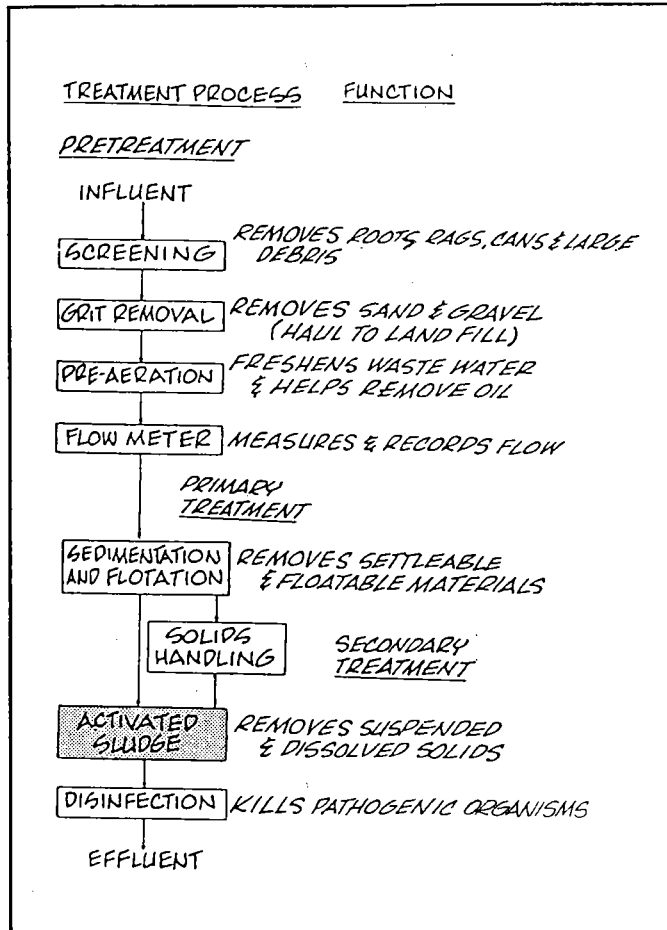 TREATMENT PROCESS FUNCTION
PRETREATMENT
INFLUENT
SCREENING
REMOVES ROOTS, RAGS, CANS & LARGE
DEBRIS
GRIT REMOVAL
REMOVES SAND & GRAVEL
(HAUL TO LAND FILL)
PRE-AERATION
FRESHENS WASTE WATER
& HELPS REMOVE OIL
FLOW METER
MEASURES & RECORDS FLOW
PRIMARY
TREATMENT
SEDIMENTATION
AND FLOTATION
REMOVES SETTLEABLE
& FLOATABLE MATERIALS
SOLIDS
HANDLING
SECONDARY
TREATMENT
ACTIVATED
SLUDGE
REMOVES SUSPENDED
& DISSOLVED SOLIDS
DISINFECTION
KILLS PATHOGENIC ORGANISMS
EFFLUENT